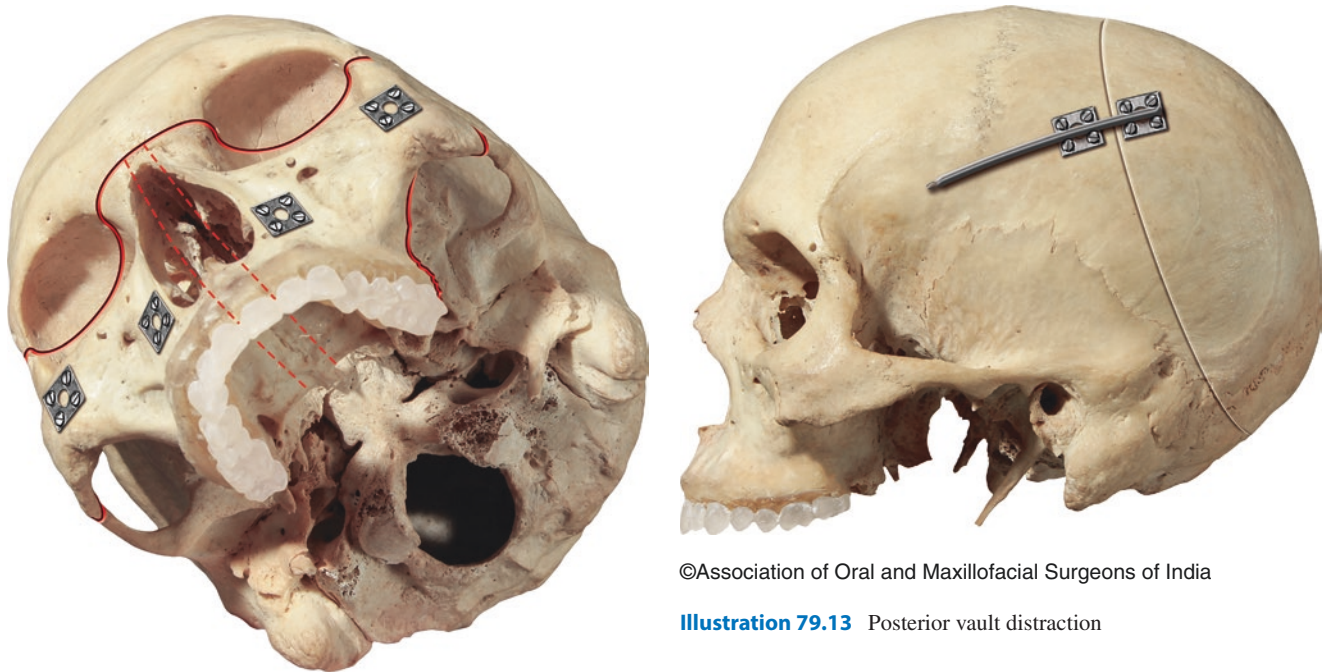 ©Association of Oral and Maxillofacial Surgeons of India
Illustration 79.13 Posterior vault distraction